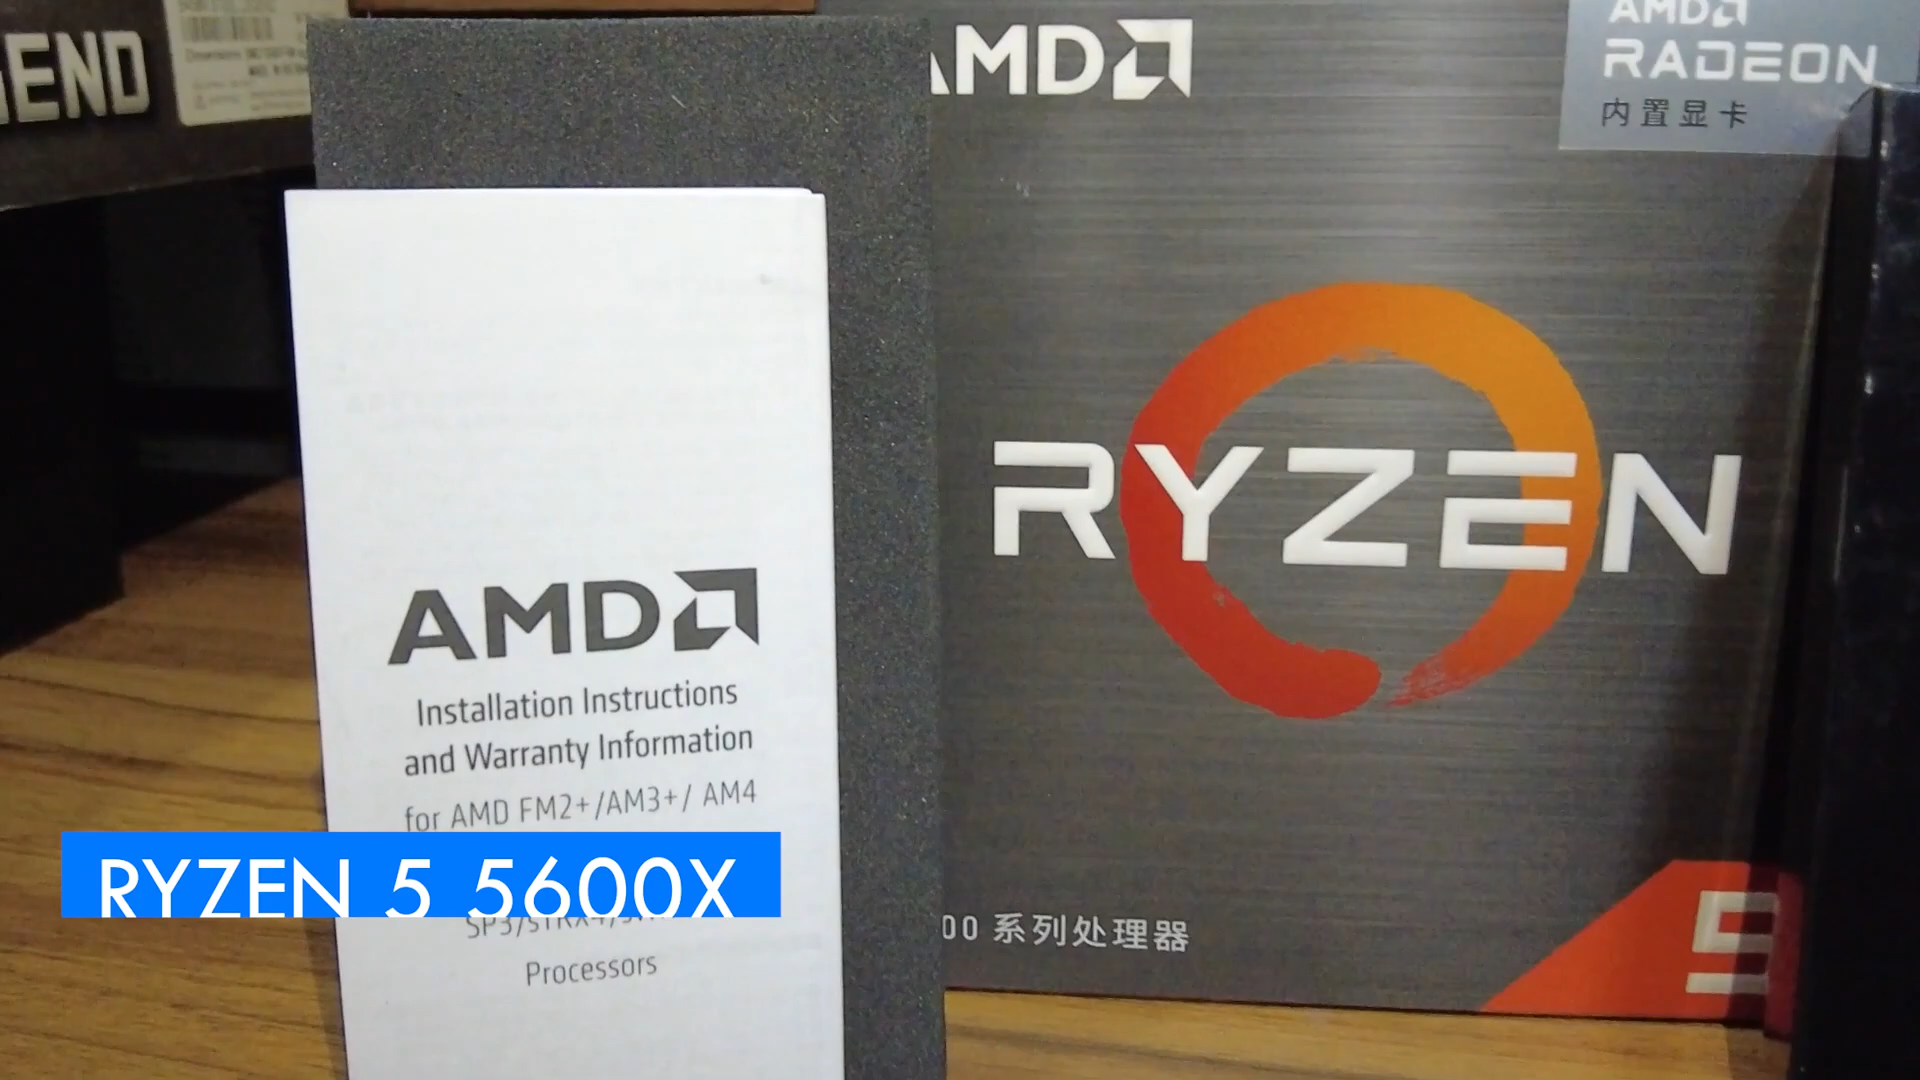 END
AMD
AMD
RADEON
内置显卡
RYZEN
AMD
Installation Instructions
and Warranty Information
for AMD FM2+/AM3+/ AM4
RYZEN 5 5600X
Processors
00 系列处理器
5